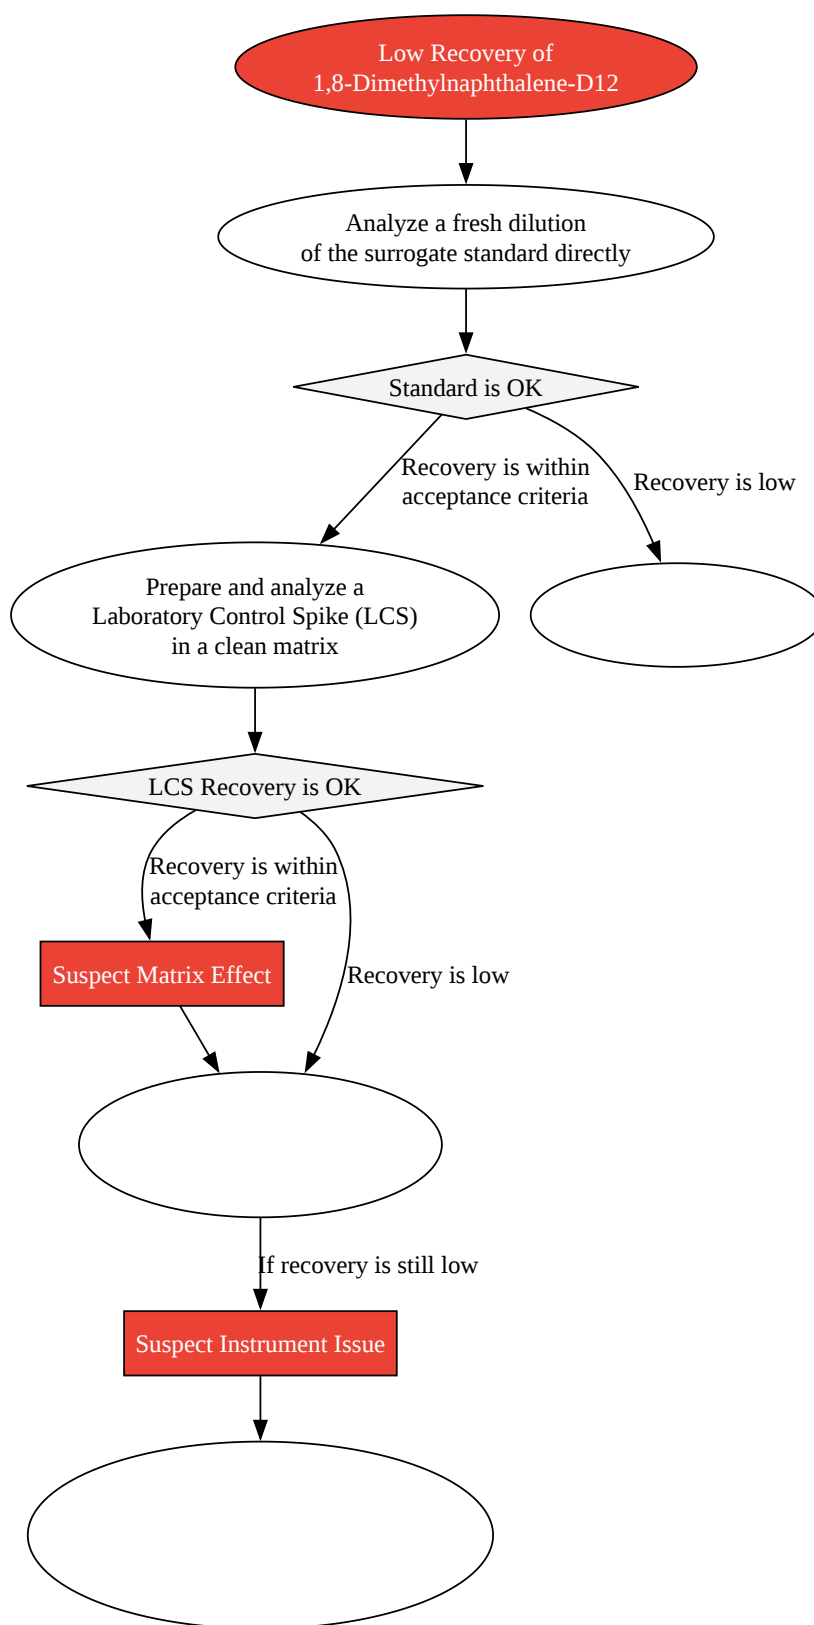 Low Recovery of
1,8-Dimethylnaphthalene-D12
Analyze a fresh dilution
of the surrogate standard directly
Standard is OK
Recovery is within
acceptance criteria
Recovery is low
Prepare and analyze a
Laboratory Control Spike (LCS)
in a clean matrix
LCS Recovery is OK
Recovery is within
acceptance criteria
Suspect Matrix Effect
Recovery is low
If recovery is still low
Suspect Instrument Issue